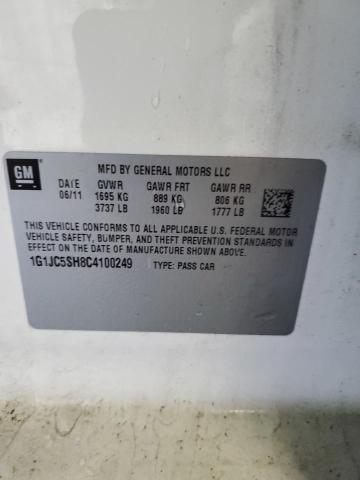 GM
MFD BY GENERAL MOTORS LLC
DATE GVWR GAWR FRT GAWR RR
06/11 1695 KG 889 KG 806 KG
3737 LB 1960 LB 1777 LB
THIS VEHICLE CONFORMS TO ALL APPLICABLE U.S. FEDERAL MOTOR
VEHICLE SAFETY, BUMPER, AND THEFT PREVENTION STANDARDS
IN EFFECT ON THE DATE OF MANUFACTURE SHOWN ABOVE.
1G1JC5SH8C4100249 TYPE: PASS CAR